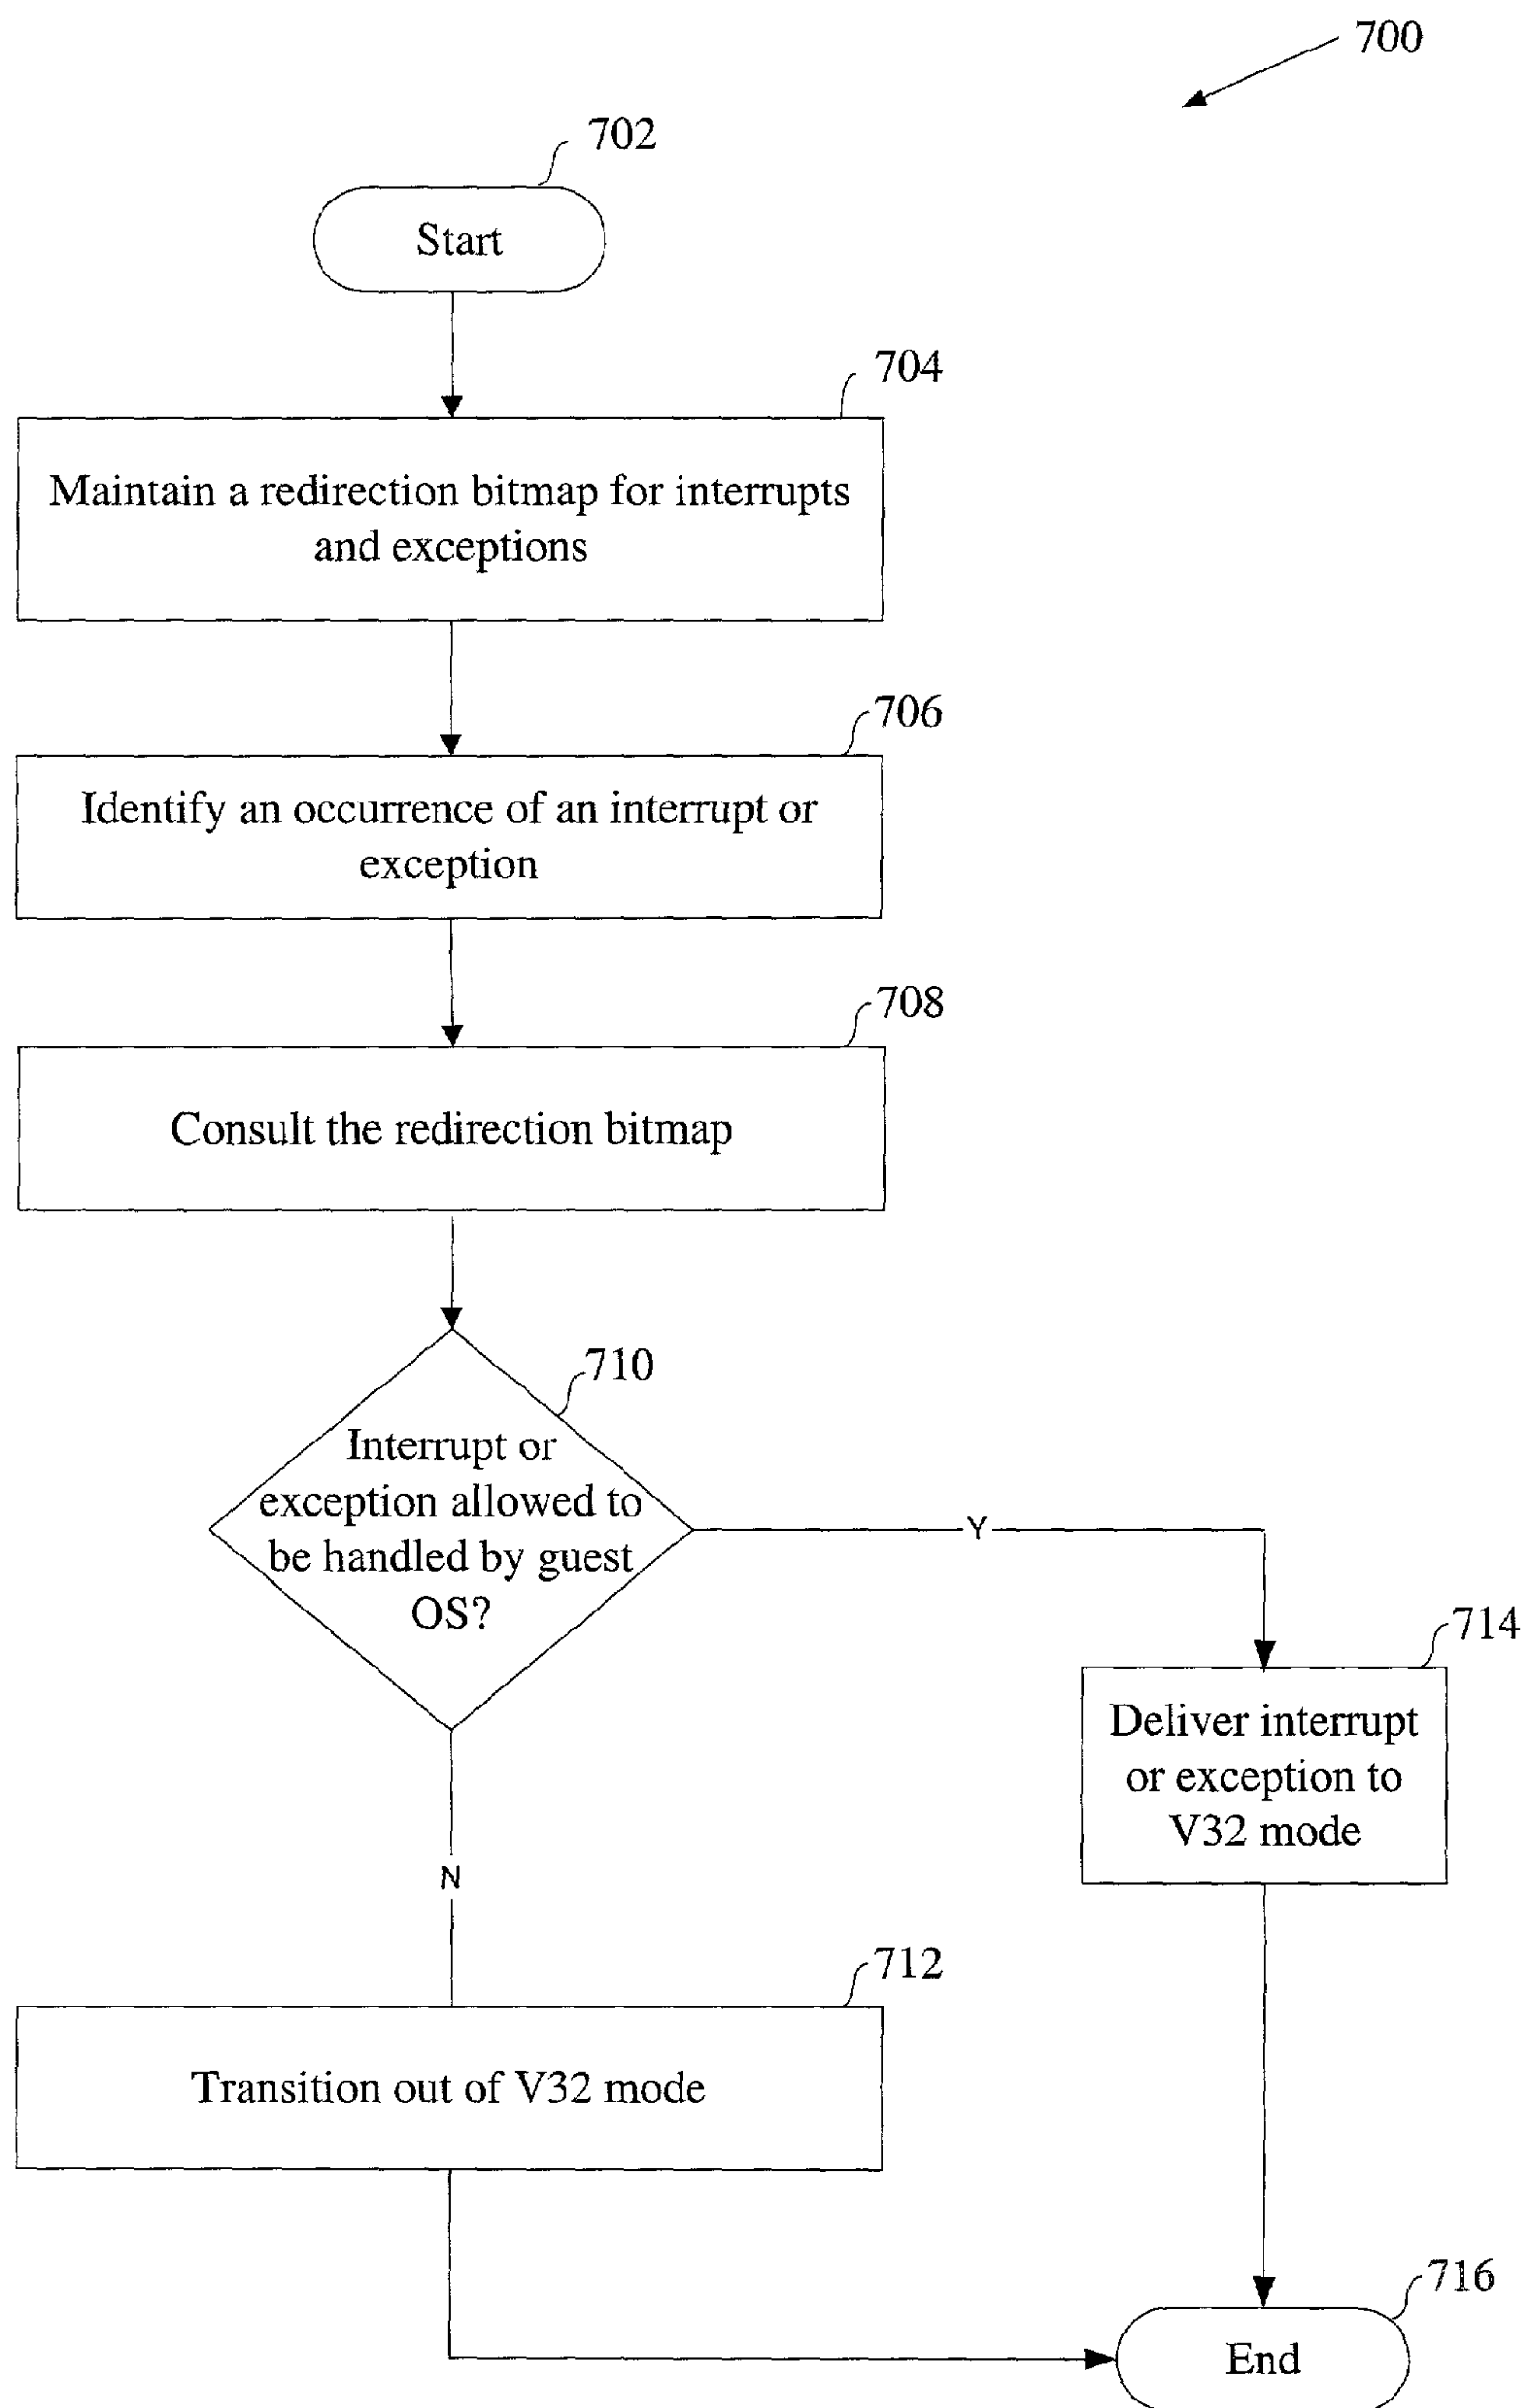 700
702
Start
704
Maintain a redirection bitmap for interrupts
and exceptions
706
Identify an occurrence of an interrupt or
exception
708
Consult the redirection bitmap
710
Interrupt or
exception allowed to
be handled by guest
OS?
Y
714
Deliver interrupt
or exception to
V32 mode
N
712
Transition out of V32 mode
716
End